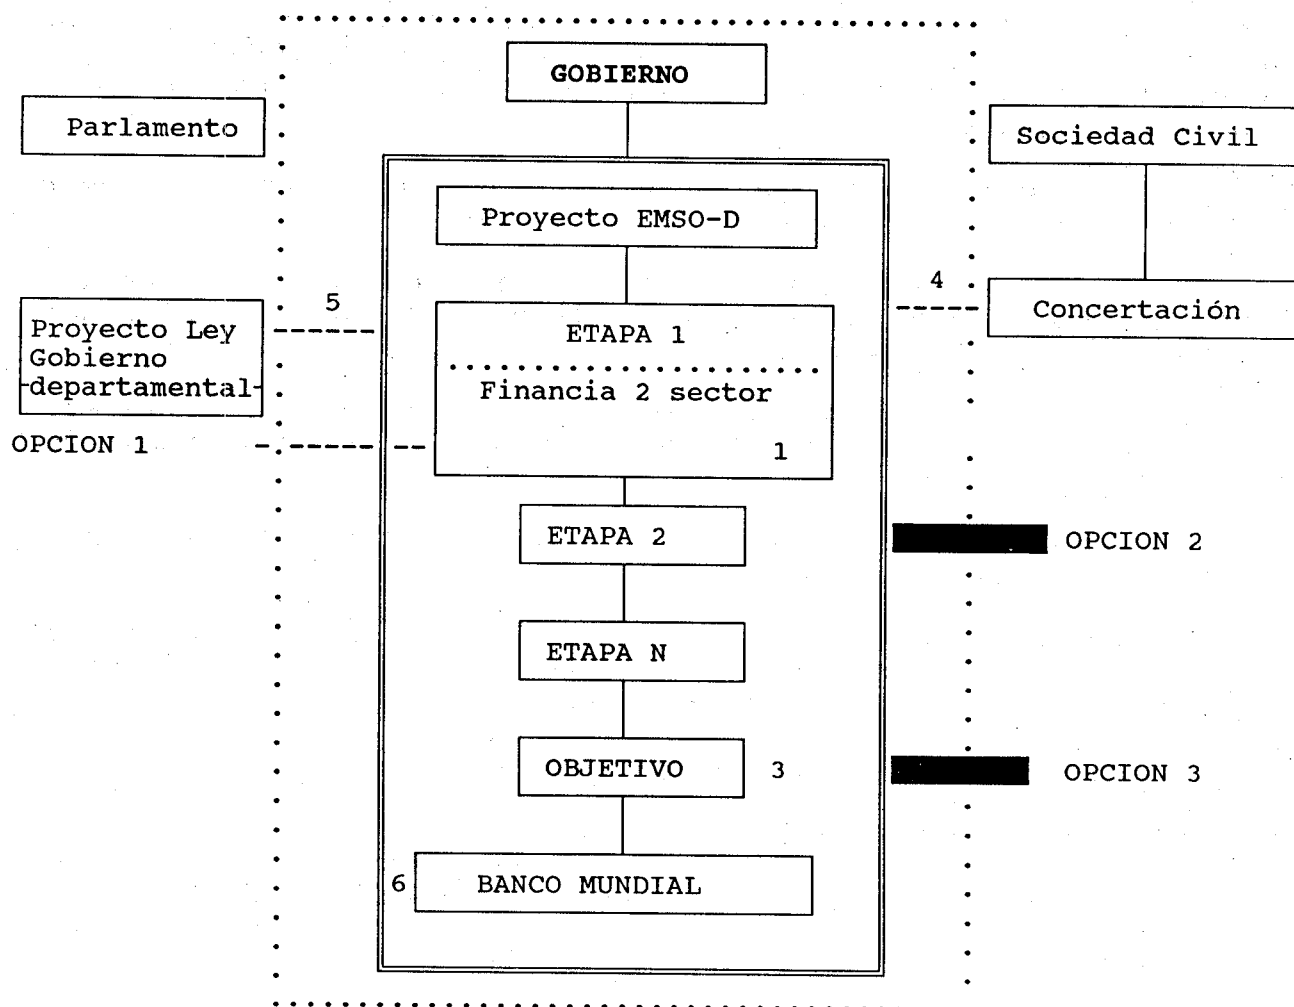 GOBIERNO
Parlamento
Sociedad Civil
Proyecto EMSO-D
4
5
Concertación
Proyecto Ley
Gobierno
departamental
ETAPA 1
Financia 2 sector
1
OPCION 1
ETAPA 2
OPCION 2
ETAPA N
OBJETIVO
3
OPCION 3
6
BANCO MUNDIAL